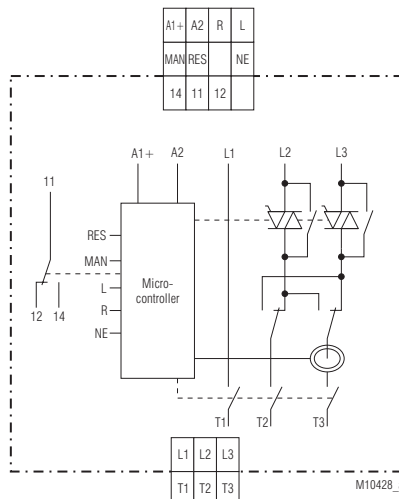 A1+ A2 R L
MAN RES NE
14 11 12
A1+ A2 L1 L2 L3
11
RES
MAN
L
R
NE
Micro-
controller
12 14
T1 T2 T3
L1 L2 L3
T1 T2 T3
M10428_